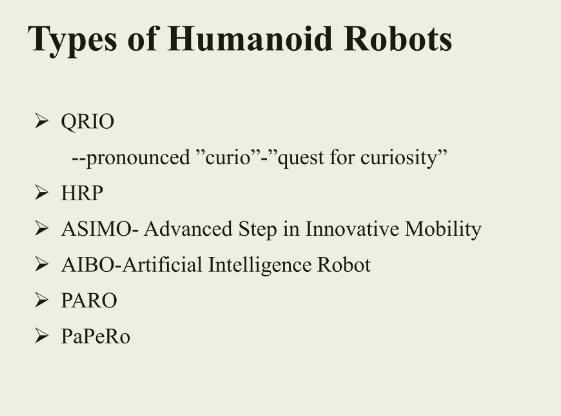 Types of Humanoid Robots
➢ QRIO
--pronounced ”curio”-”quest for curiosity”
➢ HRP
➢ ASIMO- Advanced Step in Innovative Mobility
➢ AIBO-Artificial Intelligence Robot
➢ PARO
➢ PaPeRo